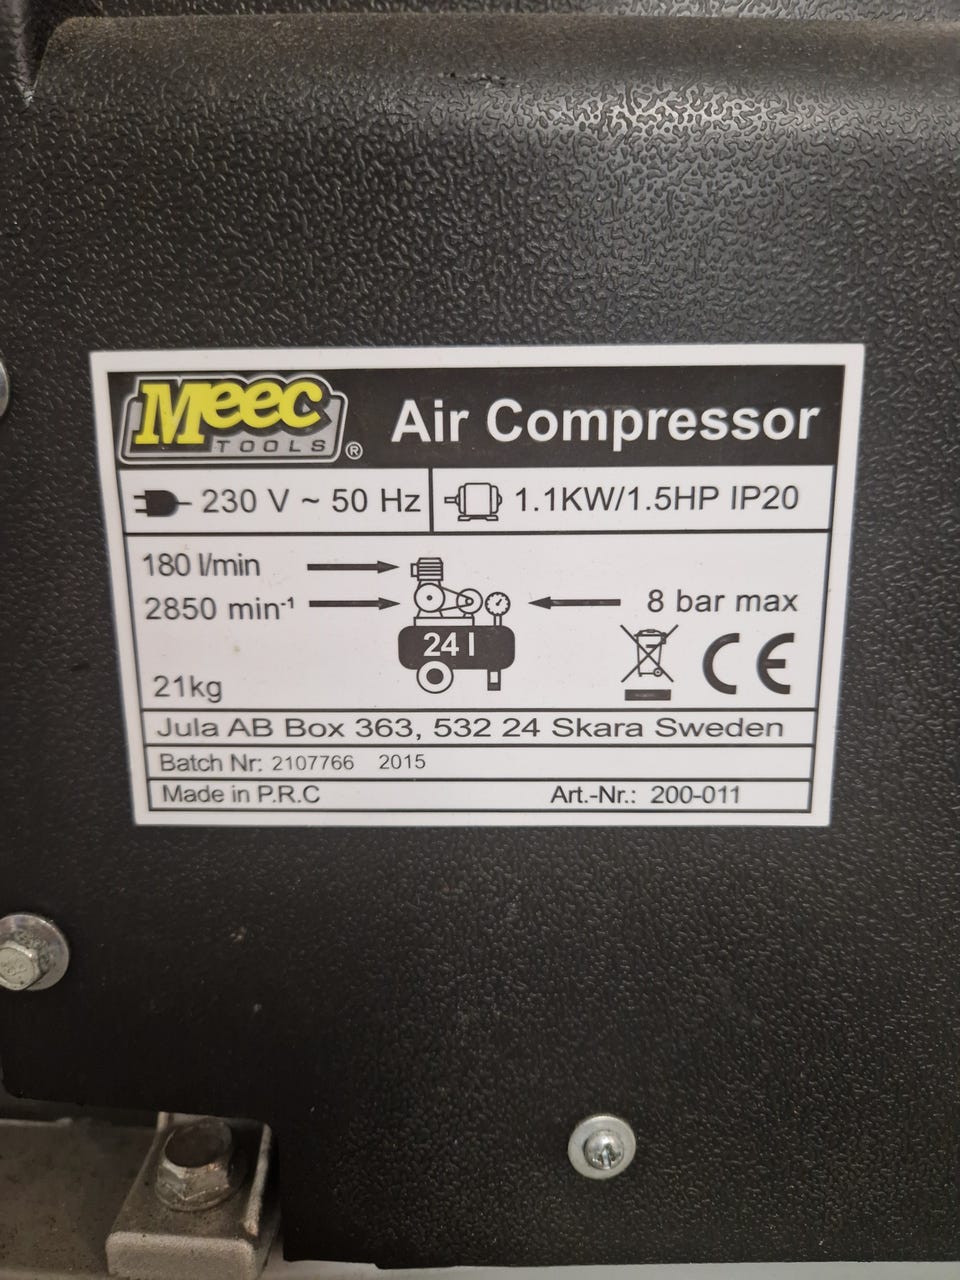 Meec
TOOLS ®
Air Compressor
230 V ~ 50 Hz
1.1KW/1.5HP IP20
180 l/min
2850 min⁻¹
8 bar max
24 l
CE
21kg
Jula AB Box 363, 532 24 Skara Sweden
Batch Nr: 2107766 2015
Made in P.R.C Art.-Nr.: 200-011